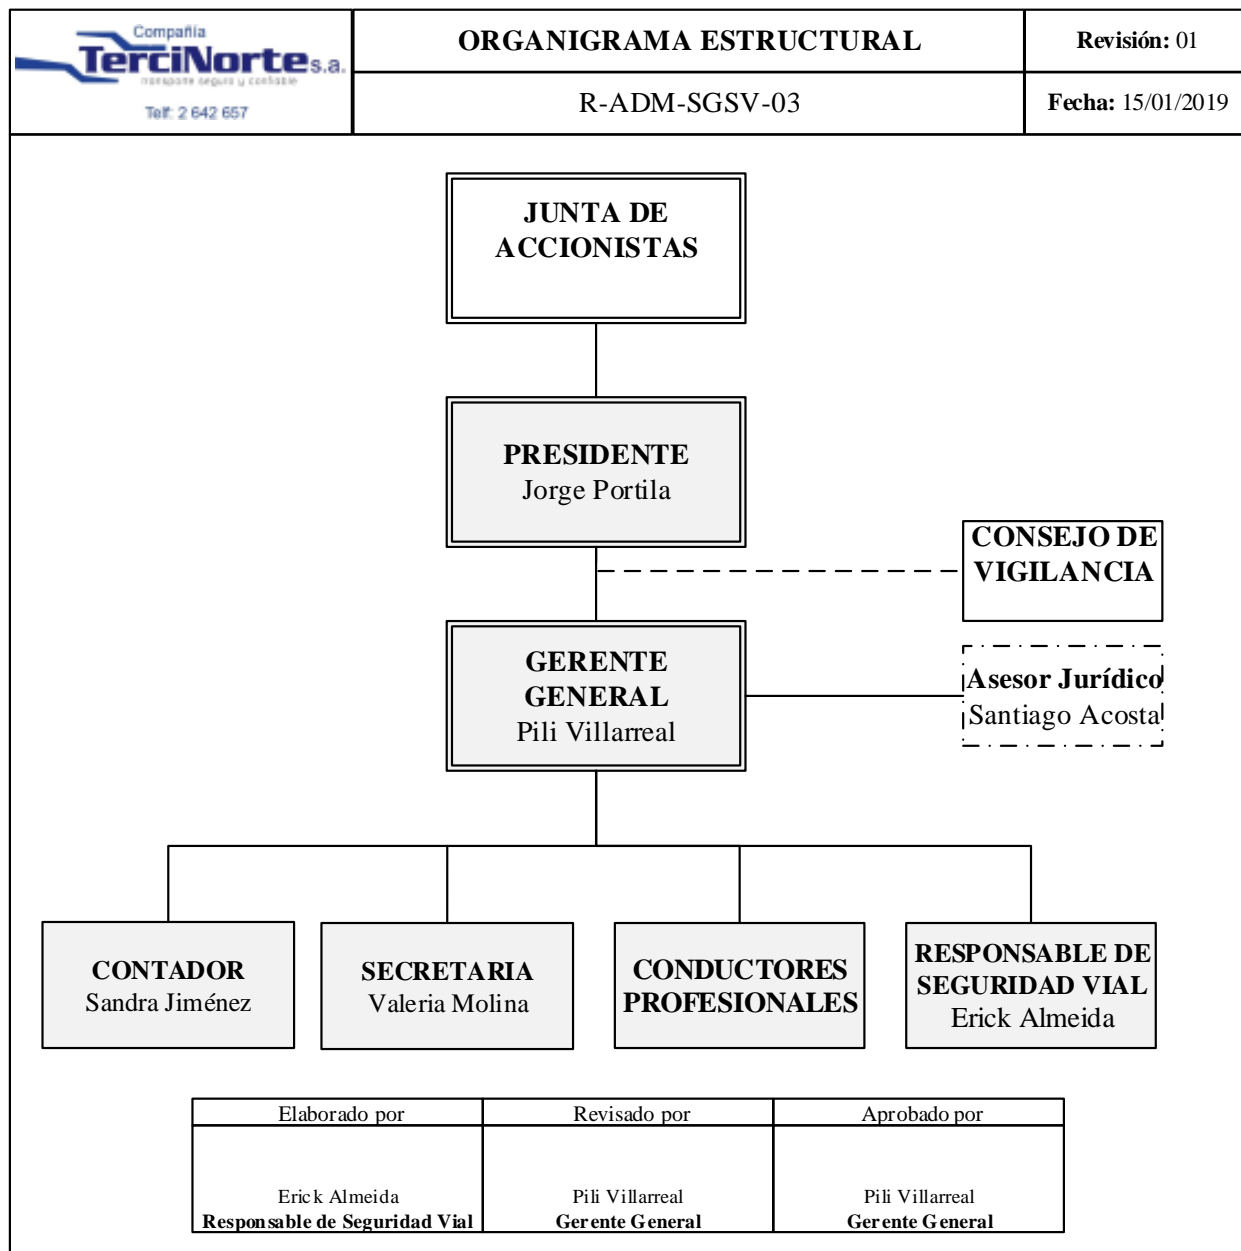 Compañía
TerciNorte s.a.
transporte seguro y confiable
Telf: 2 642 657
ORGANIGRAMA ESTRUCTURAL
R-ADM-SGSV-03
Revisión: 01
Fecha: 15/01/2019
JUNTA DE
ACCIONISTAS
PRESIDENTE
Jorge Portila
CONSEJO DE
VIGILANCIA
GERENTE
GENERAL
Pili Villarreal
Asesor Jurídico
Santiago Acosta
CONTADOR
Sandra Jiménez
SECRETARIA
Valeria Molina
CONDUCTORES
PROFESIONALES
RESPONSABLE DE
SEGURIDAD VIAL
Erick Almeida
Elaborado por
Revisado por
Aprobado por
Erick Almeida
Responsable de Seguridad Vial
Pili Villarreal
Gerente General
Pili Villarreal
Gerente General